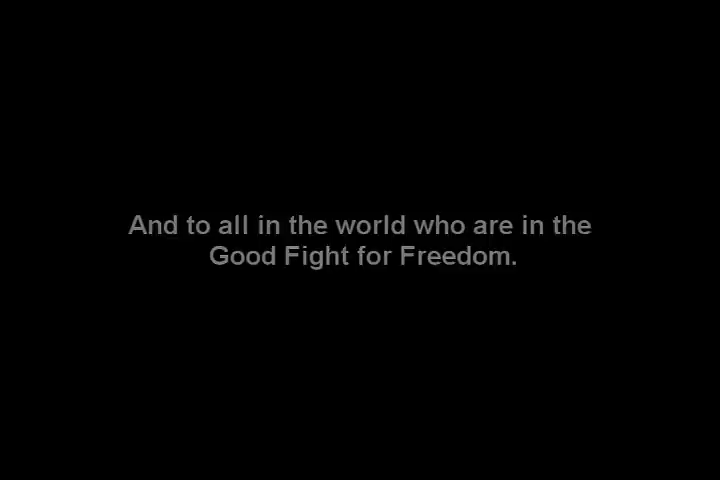 And to all in the world who are in the
Good Fight for Freedom.